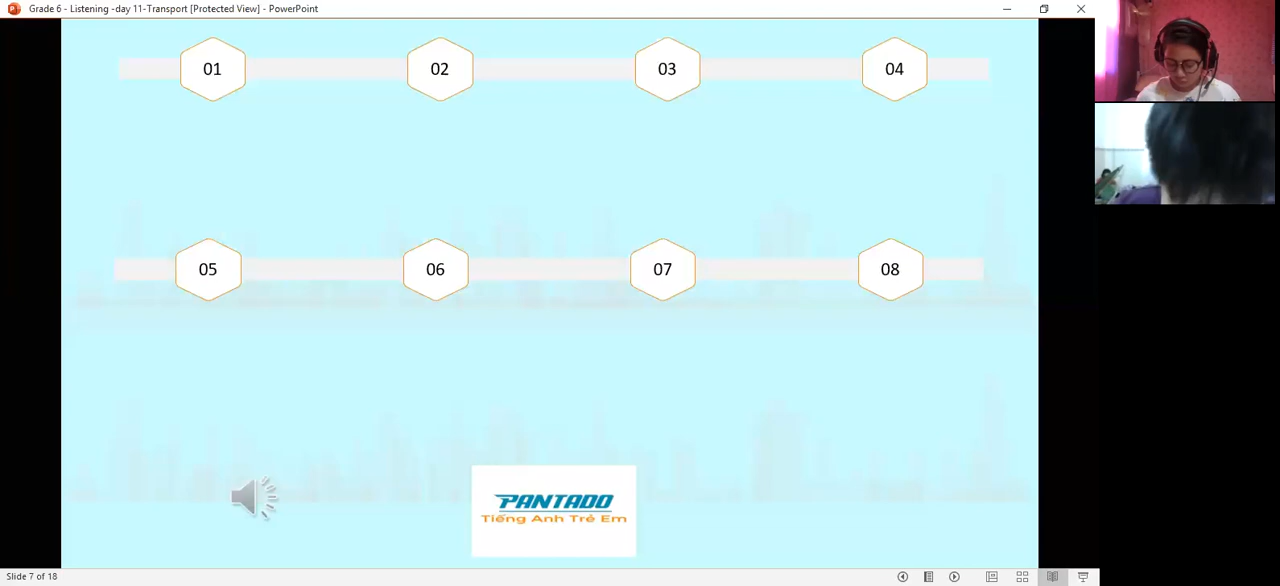 Grade 6 - Listening -day 11-Transport [Protected View] - PowerPoint
01
02
03
04
05
06
07
08
PANTADO
Tiếng Anh Trẻ Em
Slide 7 of 18